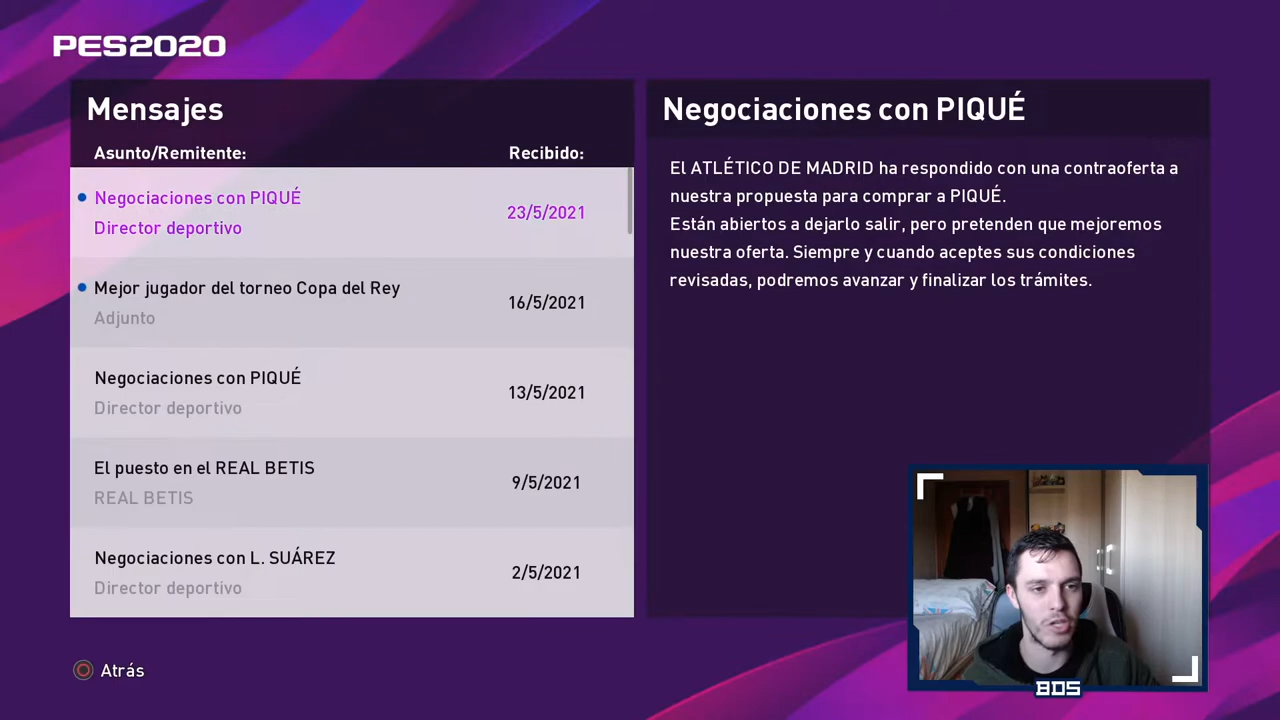 PES2020
Mensajes
Asunto/Remitente: Recibido:
Negociaciones con PIQUÉ
Director deportivo
23/5/2021
Mejor jugador del torneo Copa del Rey
Adjunto
16/5/2021
Negociaciones con PIQUÉ
Director deportivo
13/5/2021
El puesto en el REAL BETIS
REAL BETIS
9/5/2021
Negociaciones con L. SUÁREZ
Director deportivo
2/5/2021
Negociaciones con PIQUÉ
El ATLÉTICO DE MADRID ha respondido con una contraoferta a
nuestra propuesta para comprar a PIQUÉ.
Están abiertos a dejarlo salir, pero pretenden que mejoremos
nuestra oferta. Siempre y cuando aceptes sus condiciones
revisadas, podremos avanzar y finalizar los trámites.
Atrás
BDS